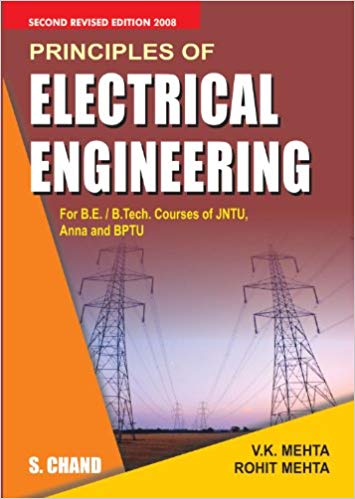 SECOND REVISED EDITION 2008
PRINCIPLES OF
ELECTRICAL
ENGINEERING
For B.E. / B.Tech. Courses of JNTU,
Anna and BPTU
V.K. MEHTA
ROHIT MEHTA
S. CHAND